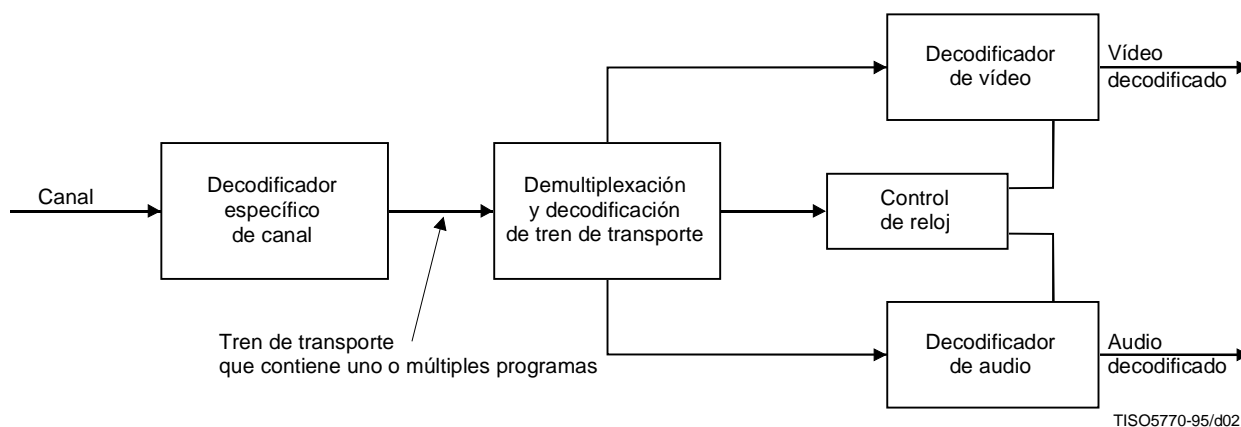 Decodificador
de vídeo
Vídeo
decodificado
Canal
Decodificador
específico
de canal
Demultiplexación
y decodificación
de tren de transporte
Control
de reloj
Tren de transporte
que contiene uno o múltiples programas
Decodificador
de audio
Audio
decodificado
TISO5770-95/d02